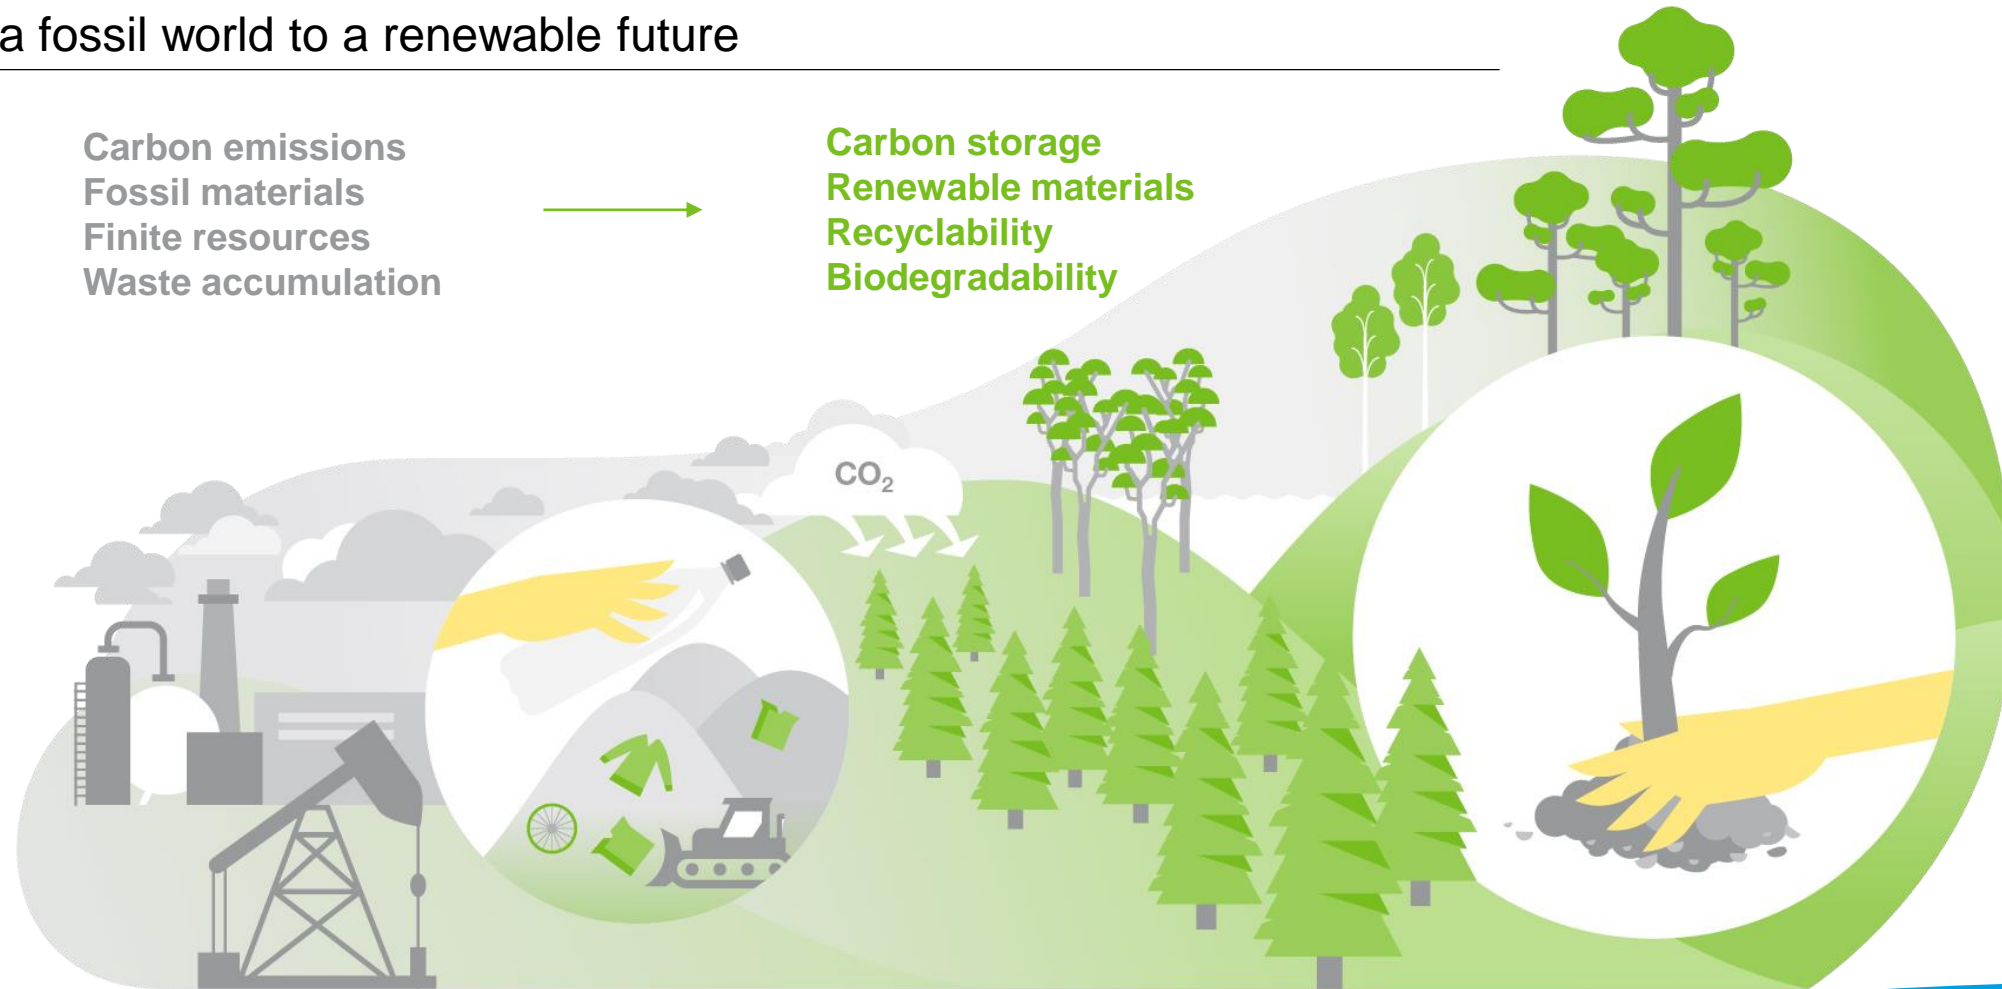 a fossil world to a renewable future
Carbon emissions
Fossil materials
Finite resources
Waste accumulation
Carbon storage
Renewable materials
Recyclability
Biodegradability
CO₂